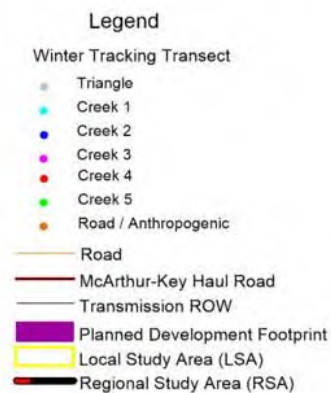 Legend
Winter Tracking Transect
Triangle
Creek 1
Creek 2
Creek 3
Creek 4
Creek 5
Road / Anthropogenic
Road
McArthur-Key Haul Road
Transmission ROW
Planned Development Footprint
Local Study Area (LSA)
Regional Study Area (RSA)